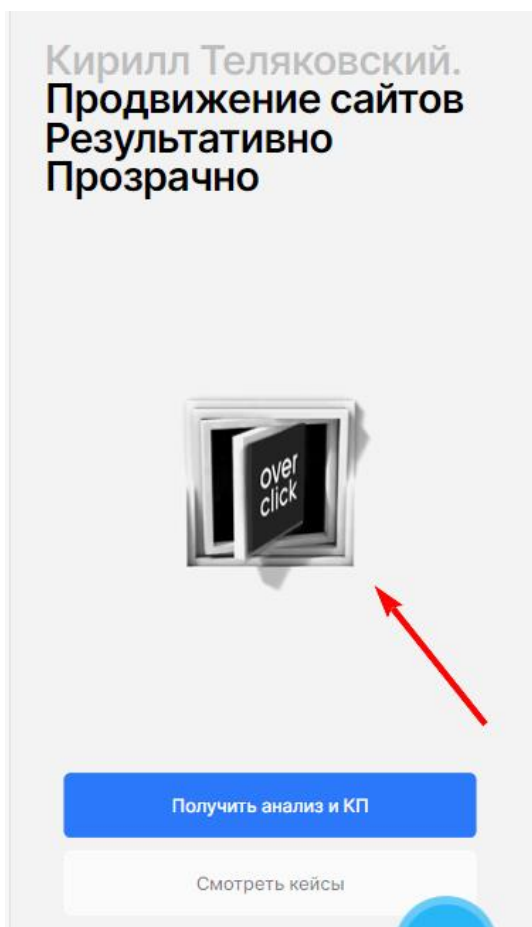 Кирилл Теляковский.
Продвижение сайтов
Результативно
Прозрачно
over
click
Получить анализ и КП
Смотреть кейсы